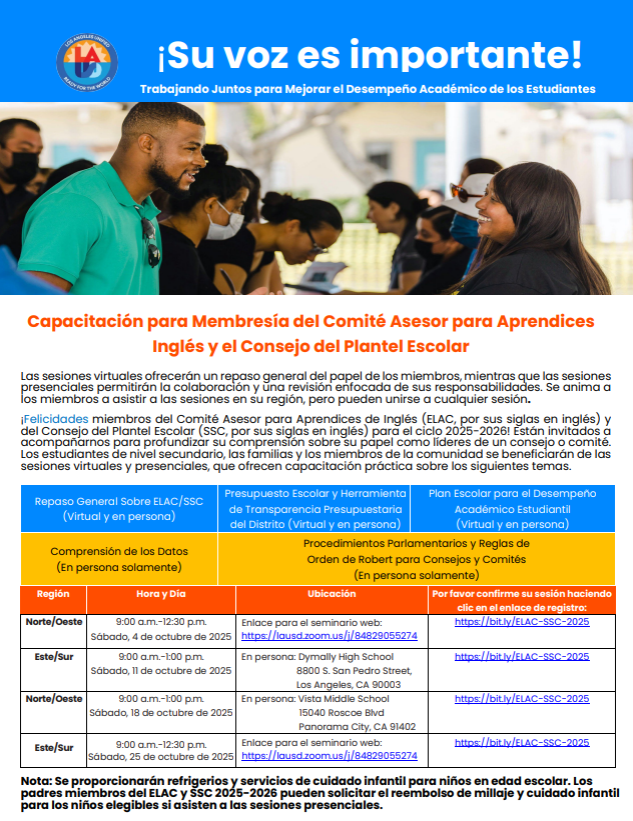 LOS ANGELES UNIFIED
LA
US
READY FOR THE WORLD
¡Su voz es importante!
Trabajando Juntos para Mejorar el Desempeño Académico de los Estudiantes
Capacitación para Membresía del Comité Asesor para Aprendices
Inglés y el Consejo del Plantel Escolar
Las sesiones virtuales ofrecerán un repaso general del papel de los miembros, mientras que las sesiones
presenciales permitirán la colaboración y una revisión enfocada de sus responsabilidades. Se anima a
los miembros a asistir a las sesiones en su región, pero pueden unirse a cualquier sesión.
¡Felicidades miembros del Comité Asesor para Aprendices de Inglés (ELAC, por sus siglas en inglés) y
del Consejo del Plantel Escolar (SSC, por sus siglas en inglés) para el ciclo 2025-2026! Están invitados a
acompañarnos para profundizar su comprensión sobre su papel como líderes de un consejo o comité.
Los estudiantes de nivel secundario, las familias y los miembros de la comunidad se beneficiarán de las
sesiones virtuales y presenciales, que ofrecen capacitación práctica sobre los siguientes temas.
Repaso General Sobre ELAC/SSC
(Virtual y en persona)
Presupuesto Escolar y Herramienta
de Transparencia Presupuestaria
del Distrito (Virtual y en persona)
Plan Escolar para el Desempeño
Académico Estudiantil
(Virtual y en persona)
Comprensión de los Datos
(En persona solamente)
Procedimientos Parlamentarios y Reglas de
Orden de Robert para Consejos y Comités
(En persona solamente)
Región Hora y Día Ubicación Por favor confirme su sesión haciendo
clic en el enlace de registro:
Norte/Oeste 9:00 a.m.-12:30 p.m. Enlace para el seminario web: https://bit.ly/ELAC-SSC-2025
Sábado, 4 de octubre de 2025 https://lausd.zoom.us/j/84829055274
Este/Sur 9:00 a.m.-1:00 p.m. En persona: Dymally High School https://bit.ly/ELAC-SSC-2025
Sábado, 11 de octubre de 2025 8800 S. San Pedro Street,
Los Angeles, CA 90003
Norte/Oeste 9:00 a.m.-1:00 p.m. En persona: Vista Middle School https://bit.ly/ELAC-SSC-2025
Sábado, 18 de octubre de 2025 15040 Roscoe Blvd
Panorama City, CA 91402
Este/Sur 9:00 a.m.-12:30 p.m. Enlace para el seminario web: https://bit.ly/ELAC-SSC-2025
Sábado, 25 de octubre de 2025 https://lausd.zoom.us/j/84829055274
Nota: Se proporcionarán refrigerios y servicios de cuidado infantil para niños en edad escolar. Los
padres miembros del ELAC y SSC 2025-2026 pueden solicitar el reembolso de millaje y cuidado infantil
para los niños elegibles si asisten a las sesiones presenciales.